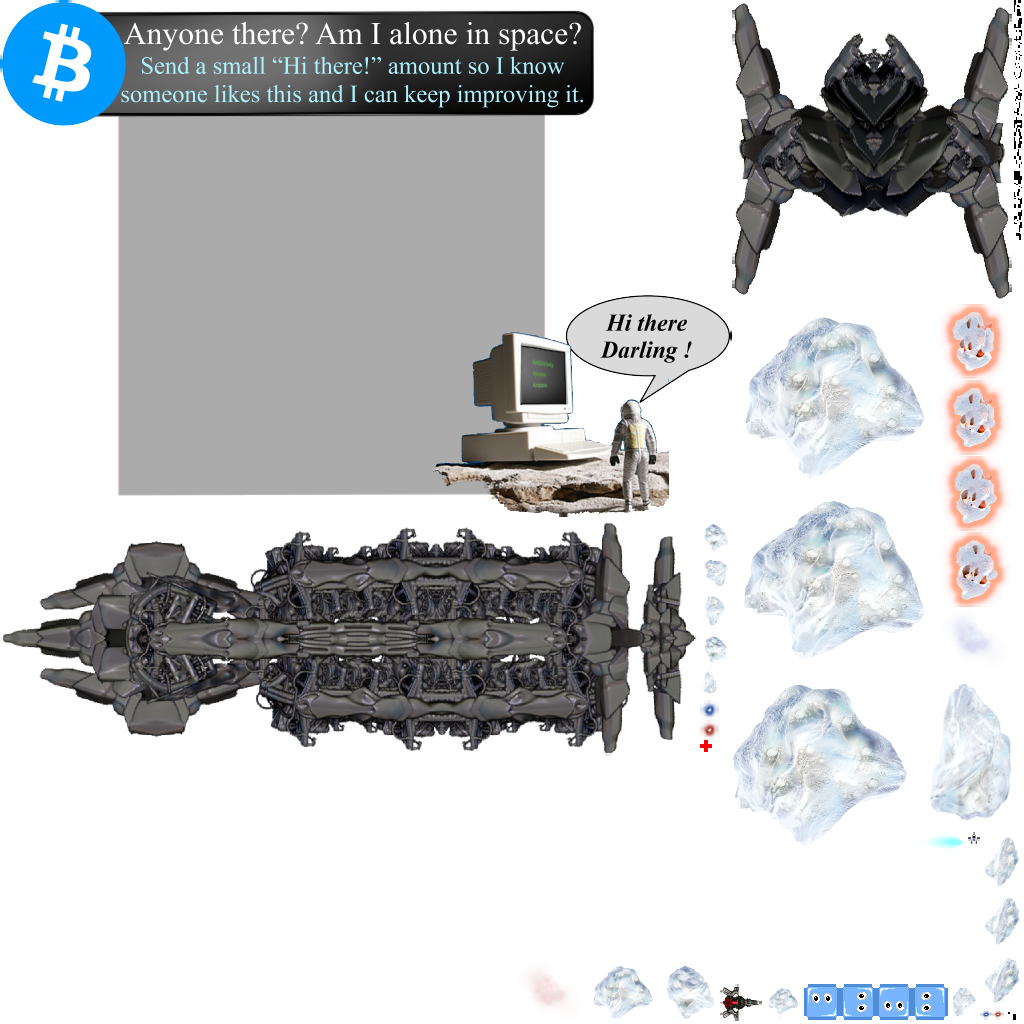 Anyone there? Am I alone in space?
Send a small “Hi there!” amount so I know
someone likes this and I can keep improving it.
Hi there
Darling !